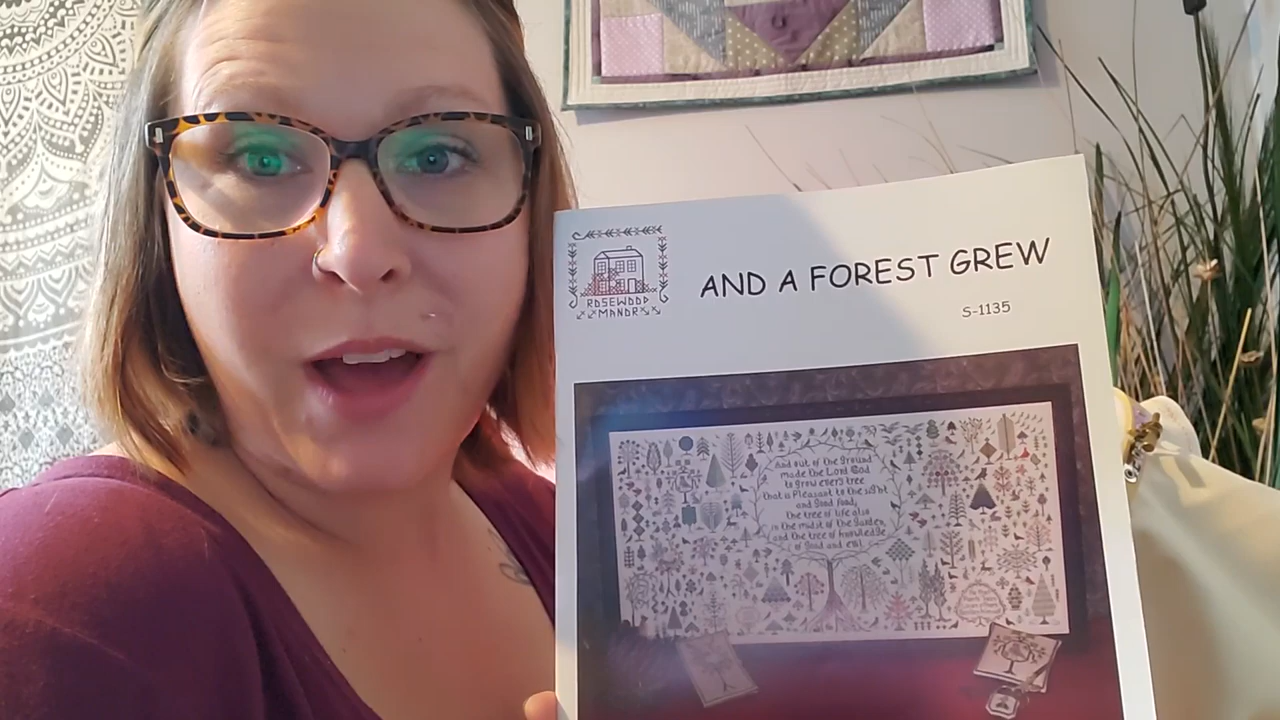 ROSEWOOD
MANOR
AND A FOREST GREW
S-1135
And out of the ground
made the Lord God
to grow every tree
that is Pleasant to the sight
and Good food,
the tree of life also
in the midst of the Garden,
and the tree of knowledge
of Good and evil